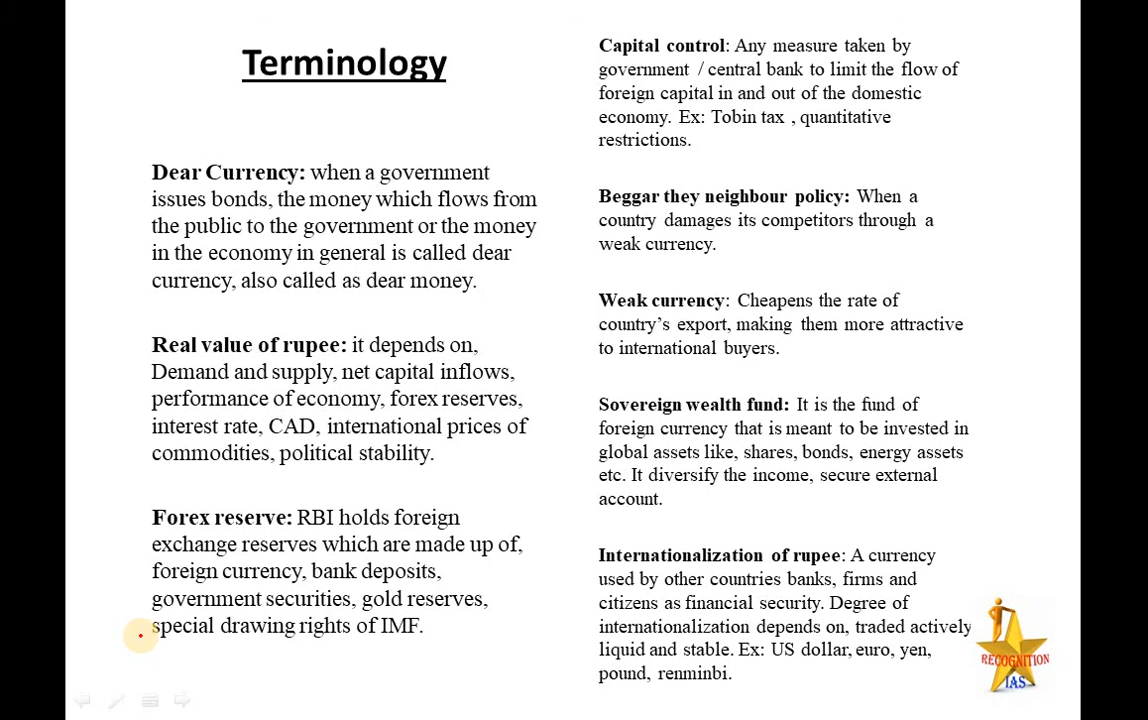 Terminology
Dear Currency: when a government
issues bonds, the money which flows from
the public to the government or the money
in the economy in general is called dear
currency, also called as dear money.
Real value of rupee: it depends on,
Demand and supply, net capital inflows,
performance of economy, forex reserves,
interest rate, CAD, international prices of
commodities, political stability.
Forex reserve: RBI holds foreign
exchange reserves which are made up of,
foreign currency, bank deposits,
government securities, gold reserves,
special drawing rights of IMF.
Capital control: Any measure taken by
government / central bank to limit the flow of
foreign capital in and out of the domestic
economy. Ex: Tobin tax , quantitative
restrictions.
Beggar they neighbour policy: When a
country damages its competitors through a
weak currency.
Weak currency: Cheapens the rate of
country's export, making them more attractive
to international buyers.
Sovereign wealth fund: It is the fund of
foreign currency that is meant to be invested in
global assets like, shares, bonds, energy assets
etc. It diversify the income, secure external
account.
Internationalization of rupee: A currency
used by other countries banks, firms and
citizens as financial security. Degree of
internationalization depends on, traded actively
liquid and stable. Ex: US dollar, euro, yen,
pound, renminbi.
RECOGNITION
IAS